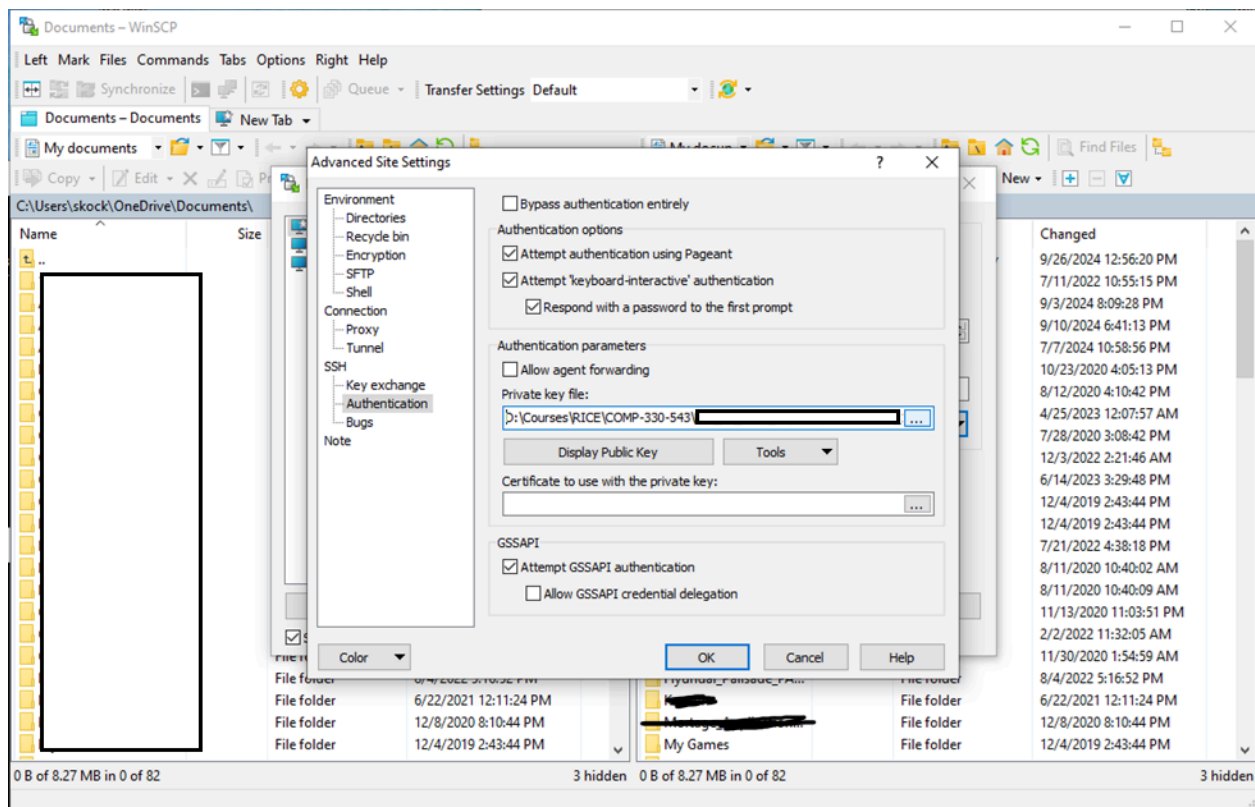 Documents – WinSCP
Left Mark Files Commands Tabs Options Right Help
Synchronize Queue Transfer Settings Default
Documents – Documents New Tab
My documents Find Files
Copy Edit New
C:\Users\skock\OneDrive\Documents\
Name Size Changed
..
Advanced Site Settings ? ×
Environment
Directories
Recycle bin
Encryption
SFTP
Shell
Connection
Proxy
Tunnel
SSH
Key exchange
Authentication
Bugs
Note
Bypass authentication entirely
Authentication options
Attempt authentication using Pageant
Attempt 'keyboard-interactive' authentication
Respond with a password to the first prompt
Authentication parameters
Allow agent forwarding
Private key file:
D:\Courses\RICE\COMP-330-543\ ...
Display Public Key Tools
Certificate to use with the private key:
...
GSSAPI
Attempt GSSAPI authentication
Allow GSSAPI credential delegation
Color OK Cancel Help
9/26/2024 12:56:20 PM
7/11/2022 10:55:15 PM
9/3/2024 8:09:28 PM
9/10/2024 6:41:13 PM
7/7/2024 10:58:56 PM
10/23/2020 4:05:13 PM
8/12/2020 4:10:42 PM
4/25/2023 12:07:57 AM
7/28/2020 3:08:42 PM
12/3/2022 2:21:46 AM
6/14/2023 3:29:48 PM
12/4/2019 2:43:44 PM
12/4/2019 2:43:44 PM
7/21/2022 4:38:18 PM
8/11/2020 10:40:02 AM
8/11/2020 10:40:09 AM
11/13/2020 11:03:51 PM
2/2/2022 11:32:05 AM
11/30/2020 1:54:59 AM
File folder 8/4/2022 5:16:52 PM File folder 8/4/2022 5:16:52 PM
File folder 6/22/2021 12:11:24 PM File folder 6/22/2021 12:11:24 PM
File folder 12/8/2020 8:10:44 PM File folder 12/8/2020 8:10:44 PM
File folder 12/4/2019 2:43:44 PM My Games File folder 12/4/2019 2:43:44 PM
0 B of 8.27 MB in 0 of 82 3 hidden 0 B of 8.27 MB in 0 of 82 3 hidden